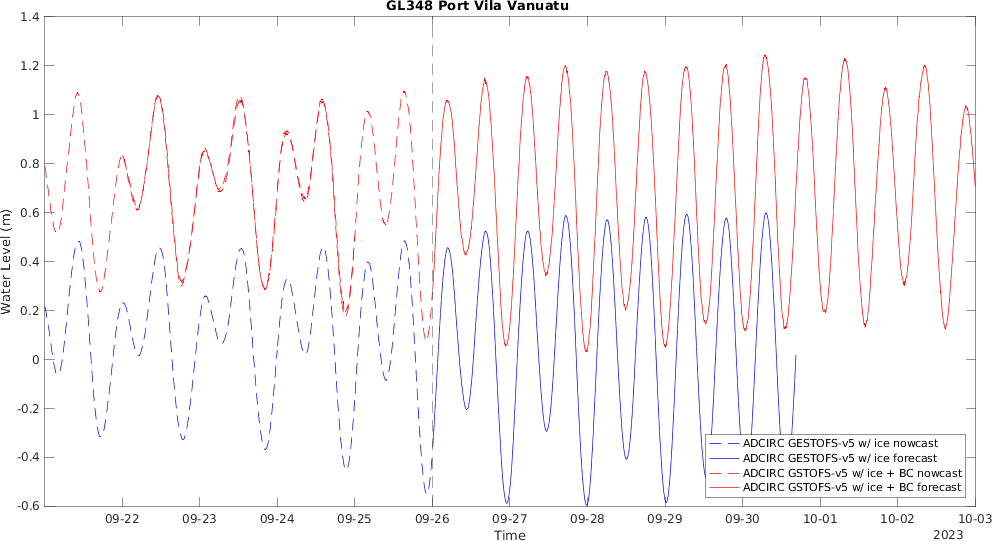 GL348 Port Vila Vanuatu
1.4
1.2
1
0.8
0.6
0.4
0.2
0
-0.2
-0.4
-0.6
Water Level (m)
ADCIRC GESTOFS-v5 w/ ice nowcast
ADCIRC GESTOFS-v5 w/ ice forecast
ADCIRC GSTOFS-v5 w/ ice + BC nowcast
ADCIRC GSTOFS-v5 w/ ice + BC forecast
09-22 09-23 09-24 09-25 09-26 09-27 09-28 09-29 09-30 10-01 10-02 10-03
Time
2023